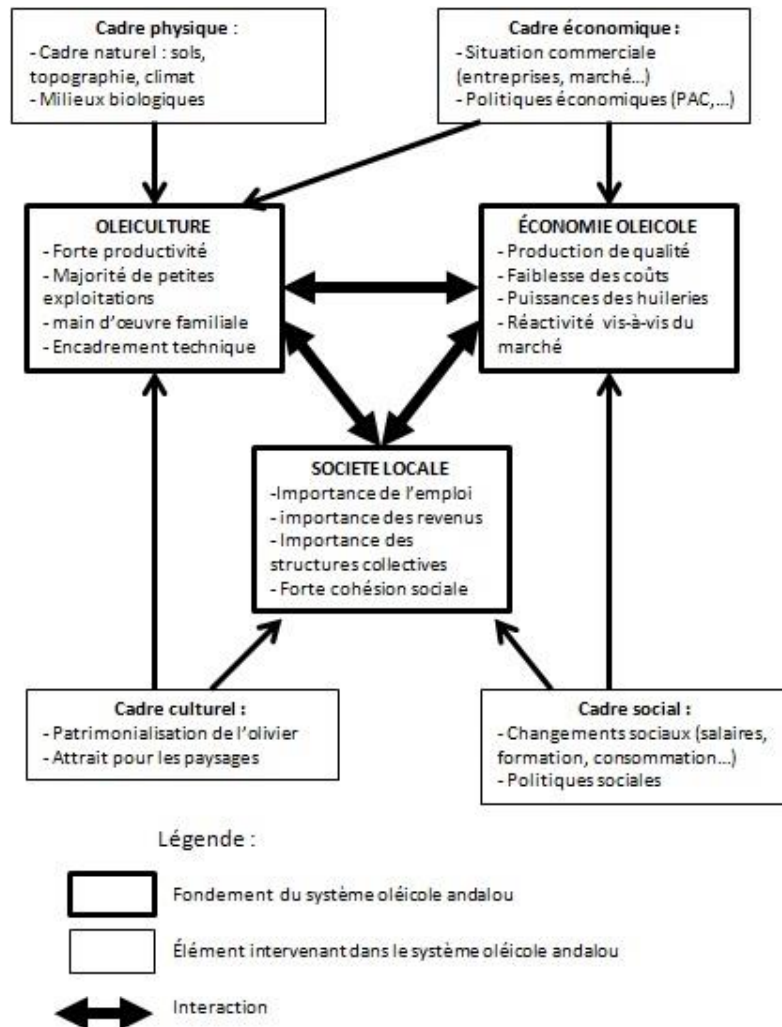 Cadre physique :
- Cadre naturel : sols,
topographie, climat
- Milieux biologiques
Cadre économique :
- Situation commerciale
(entreprises, marché...)
- Politiques économiques (PAC,...)
OLEICULTURE
- Forte productivité
- Majorité de petites
exploitations
- main d'œuvre familiale
- Encadrement technique
ÉCONOMIE OLEICOLE
- Production de qualité
- Faiblesse des coûts
- Puissances des huileries
- Réactivité vis-à-vis du
marché
SOCIETE LOCALE
-Importance de l'emploi
- importance des revenus
- Importance des
structures collectives
- Forte cohésion sociale
Cadre culturel :
- Patrimonialisation de l'olivier
- Attrait pour les paysages
Cadre social :
- Changements sociaux (salaires,
formation, consommation...)
- Politiques sociales
Légende :
Fondement du système oléicole andalou
Élément intervenant dans le système oléicole andalou
Interaction